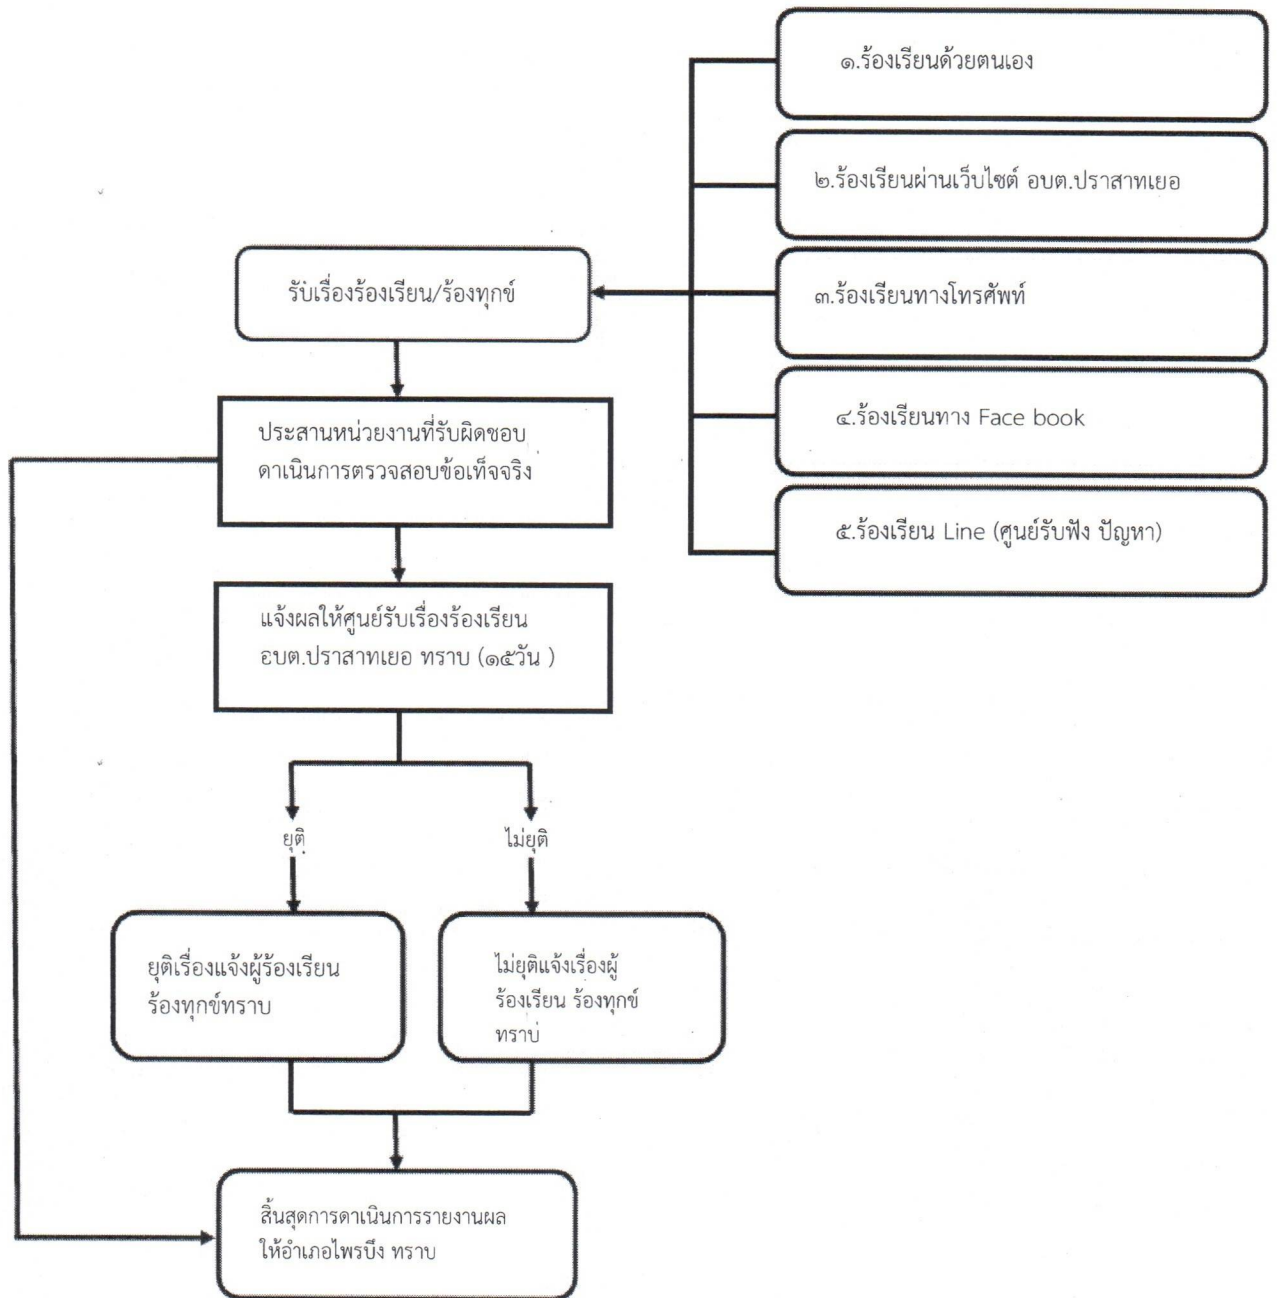 ๑.ร้องเรียนด้วยตนเอง
๒.ร้องเรียนผ่านเว็บไซต์ อบต.ปราสาทเยอ
รับเรื่องร้องเรียน/ร้องทุกข์
๓.ร้องเรียนทางโทรศัพท์
๔.ร้องเรียนทาง Face book
๕.ร้องเรียน Line (ศูนย์รับฟัง ปัญหา)
ประสานหน่วยงานที่รับผิดชอบ
ดาเนินการตรวจสอบข้อเท็จจริง
แจ้งผลให้ศูนย์รับเรื่องร้องเรียน
อบต.ปราสาทเยอ ทราบ (๑๕วัน )
ยุติ
ไม่ยุติ
ยุติเรื่องแจ้งผู้ร้องเรียน
ร้องทุกข์ทราบ
ไม่ยุติแจ้งเรื่องผู้
ร้องเรียน ร้องทุกข์
ทราบ
สิ้นสุดการดาเนินการรายงานผล
ให้อำเภอไพรบึง ทราบ